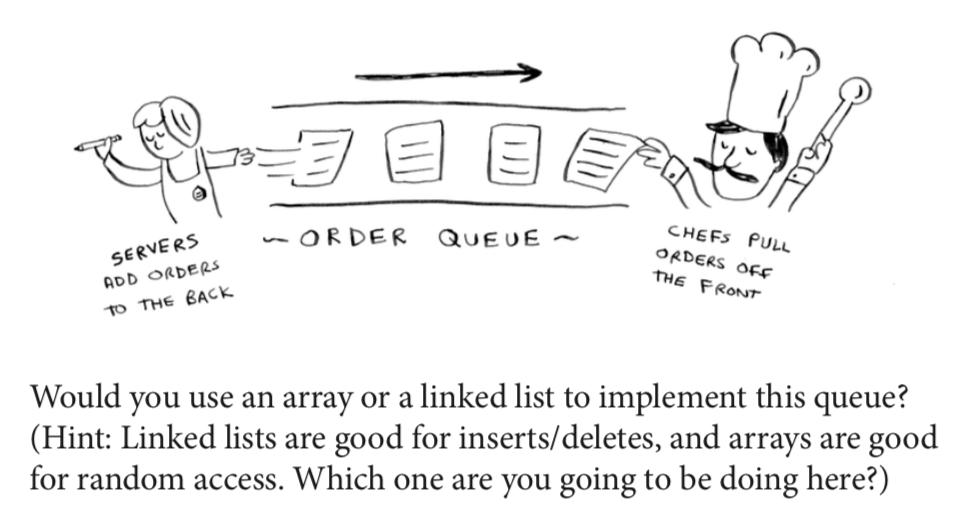 SERVERS
ADD ORDERS
TO THE BACK
~ ORDER QUEUE ~
CHEFS PULL
ORDERS OFF
THE FRONT
Would you use an array or a linked list to implement this queue?
(Hint: Linked lists are good for inserts/deletes, and arrays are good
for random access. Which one are you going to be doing here?)